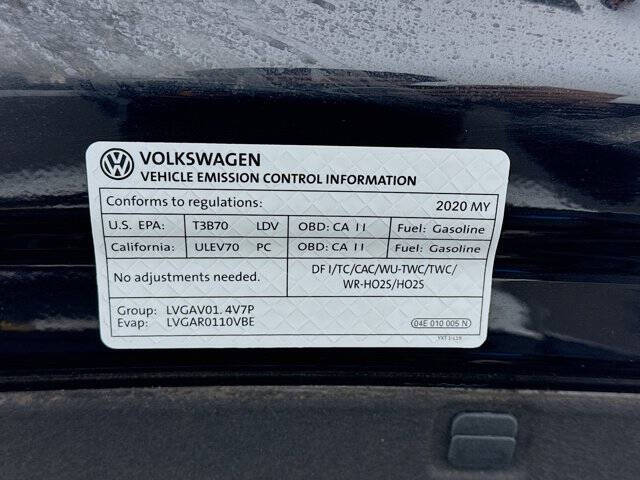 VOLKSWAGEN
VEHICLE EMISSION CONTROL INFORMATION
Conforms to regulations: 2020 MY
U.S. EPA: T3B70 LDV OBD: CA II Fuel: Gasoline
California: ULEV70 PC OBD: CA II Fuel: Gasoline
No adjustments needed. DF I/TC/CAC/WU-TWC/TWC/
WR-HO2S/HO2S
Group: LVGAV01.4V7P
Evap: LVGAR0110VBE
04E 010 005 N